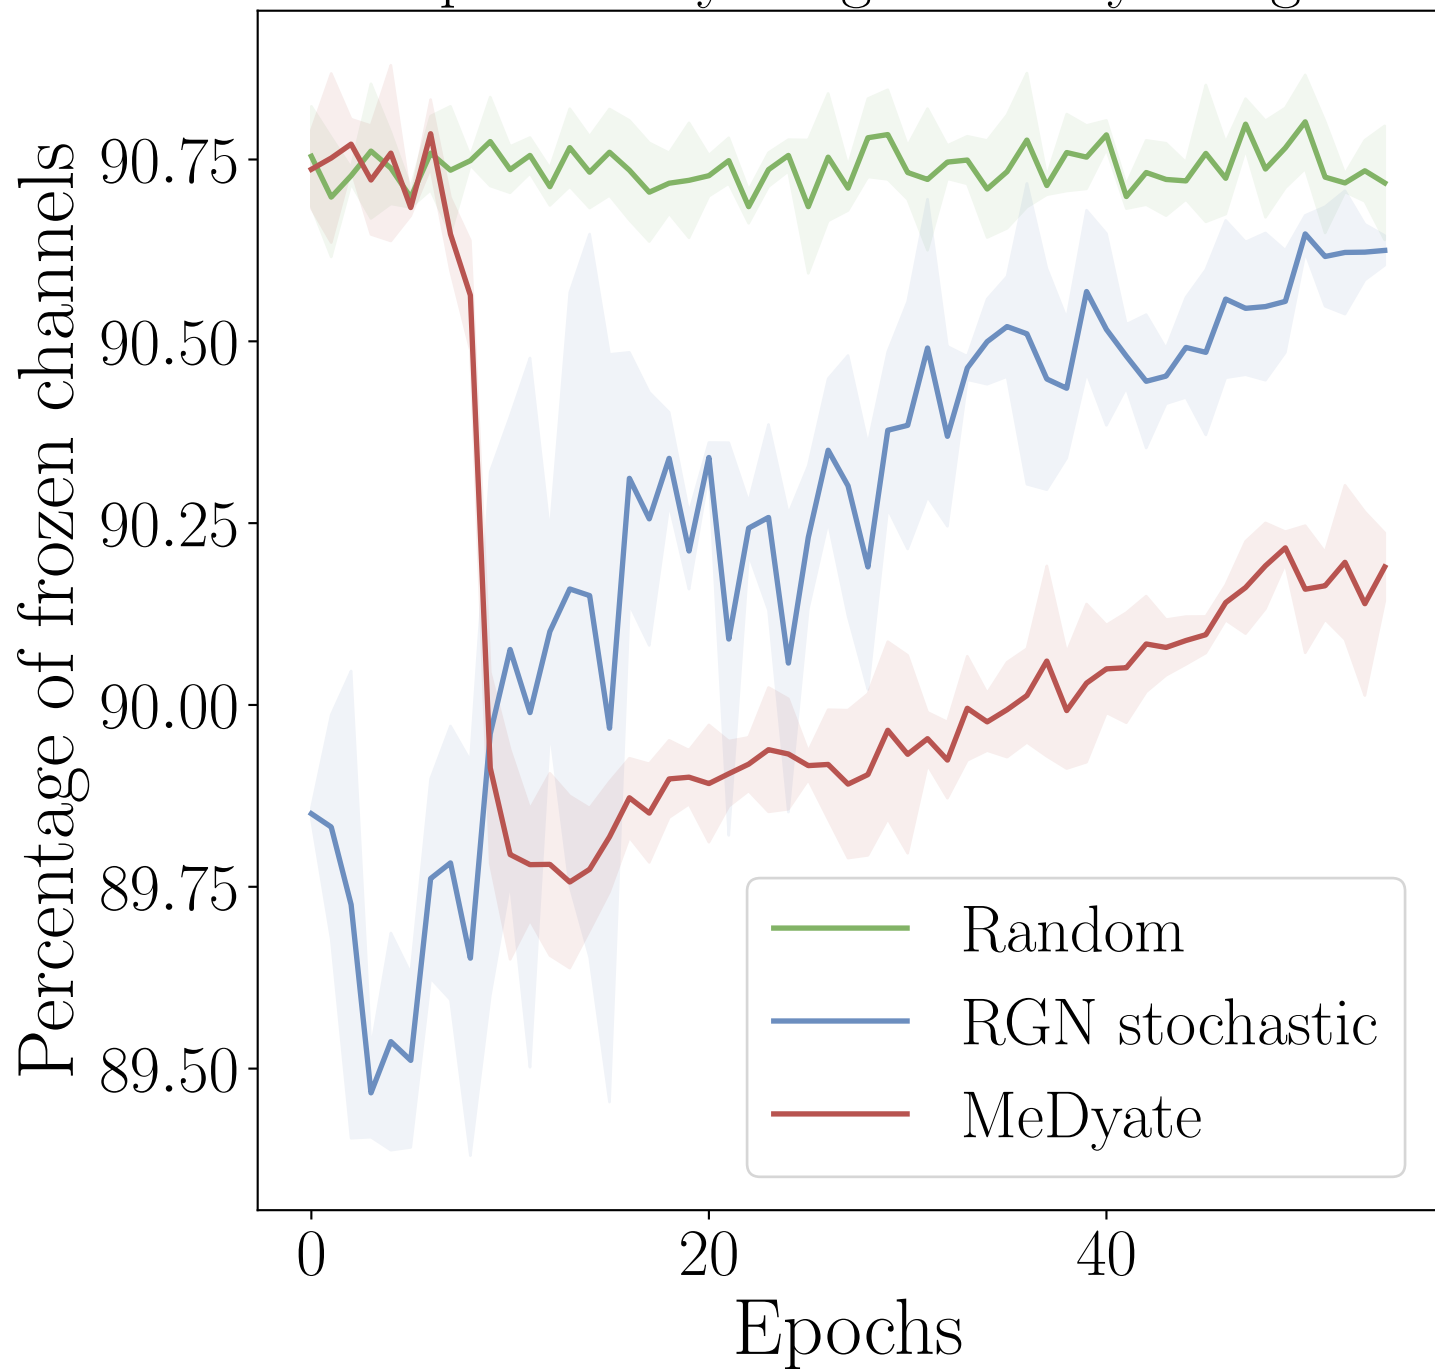 Percentage of frozen channels
90.75
90.50
90.25
90.00
89.75
89.50
Random
RGN stochastic
MeDyate
0 20 40
Epochs